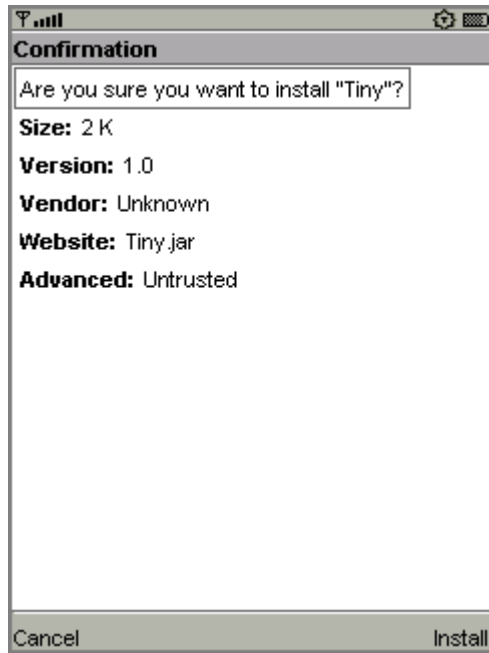 Confirmation
Are you sure you want to install "Tiny"?
Size: 2 K
Version: 1.0
Vendor: Unknown
Website: Tiny.jar
Advanced: Untrusted
Cancel Install